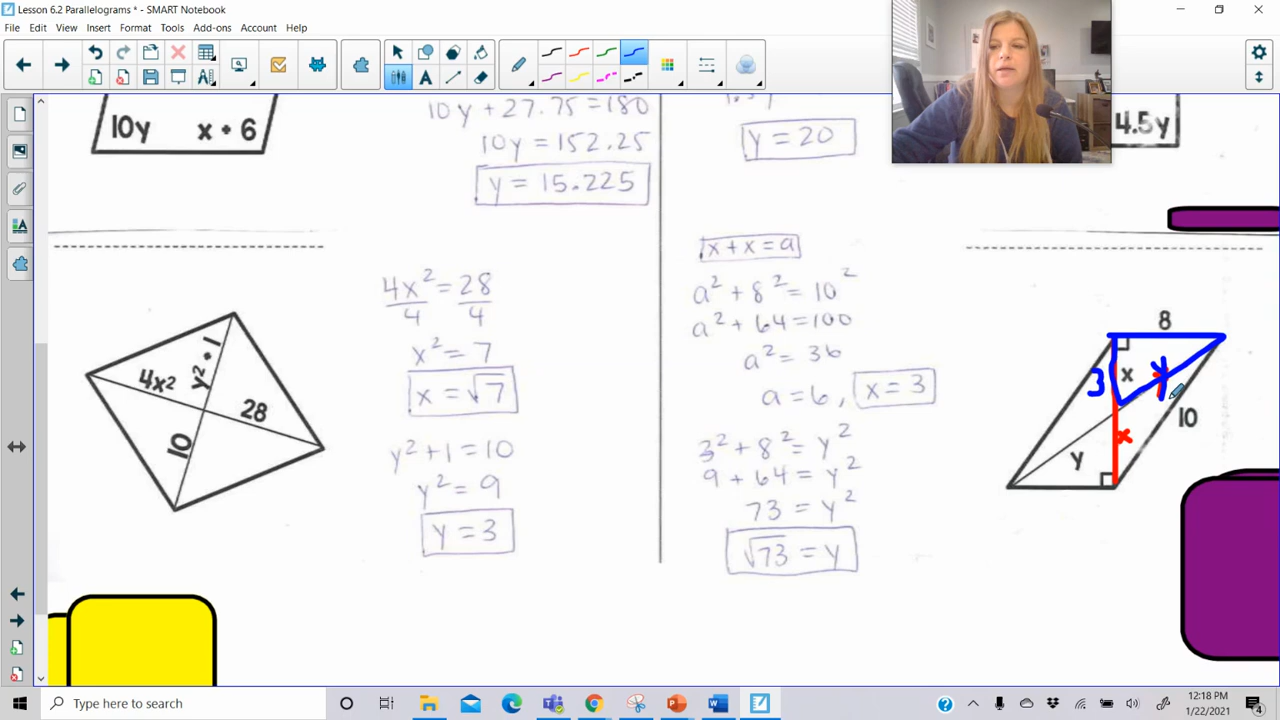 Lesson 6.2 Parallelograms * - SMART Notebook
File Edit View Insert Format Tools Add-ons Account Help
10y x + 6
10y + 27.75 = 180
10y = 152.25
y = 15.225
y = 20
4.5y
4x² y² + 1
10 28
4x² = 28
4 4
x² = 7
x = √7
y² + 1 = 10
y² = 9
y = 3
x + x = a
a² + 8² = 10²
a² + 64 = 100
a² = 36
a = 6, x = 3
3² + 8² = y²
9 + 64 = y²
73 = y²
√73 = y
8
3 x y
10
x
y
Type here to search
12:18 PM
1/22/2021
4